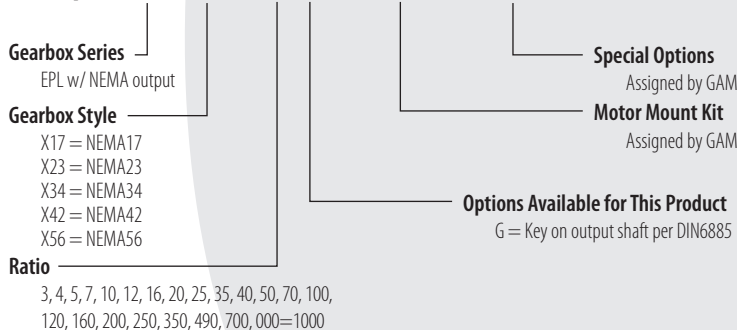 Gearbox Series
EPL w/ NEMA output
Gearbox Style
X17 = NEMA17
X23 = NEMA23
X34 = NEMA34
X42 = NEMA42
X56 = NEMA56
Ratio
3, 4, 5, 7, 10, 12, 16, 20, 25, 35, 40, 50, 70, 100,
120, 160, 200, 250, 350, 490, 700, 000=1000
Special Options
Assigned by GAM
Motor Mount Kit
Assigned by GAM
Options Available for This Product
G = Key on output shaft per DIN6885